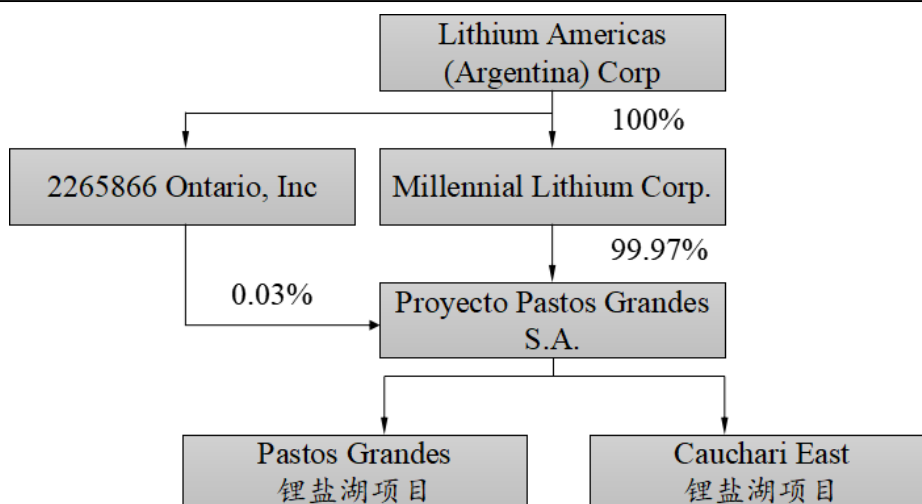 Lithium Americas
(Argentina) Corp
100%
2265866 Ontario, Inc
Millennial Lithium Corp.
99.97%
0.03%
Proyecto Pastos Grandes
S.A.
Pastos Grandes
锂盐湖项目
Cauchari East
锂盐湖项目